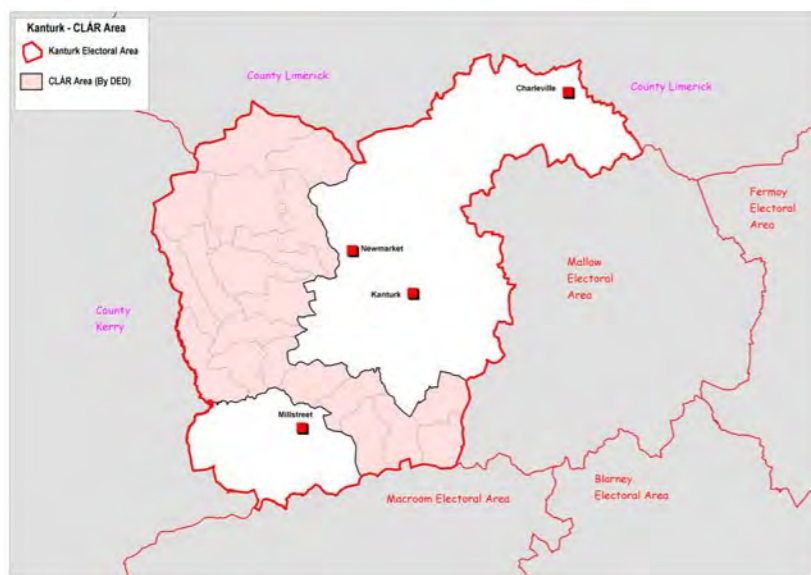 Kanturk - CLÁR Area
Kanturk Electoral Area
CLÁR Area (By DED)
County Limerick
County Limerick
Charleville
Fermoy
Electoral
Area
Newmarket
Mallow
Electoral
Area
Kanturk
County
Kerry
Millstreet
Macroom Electoral Area
Blarney
Electoral Area